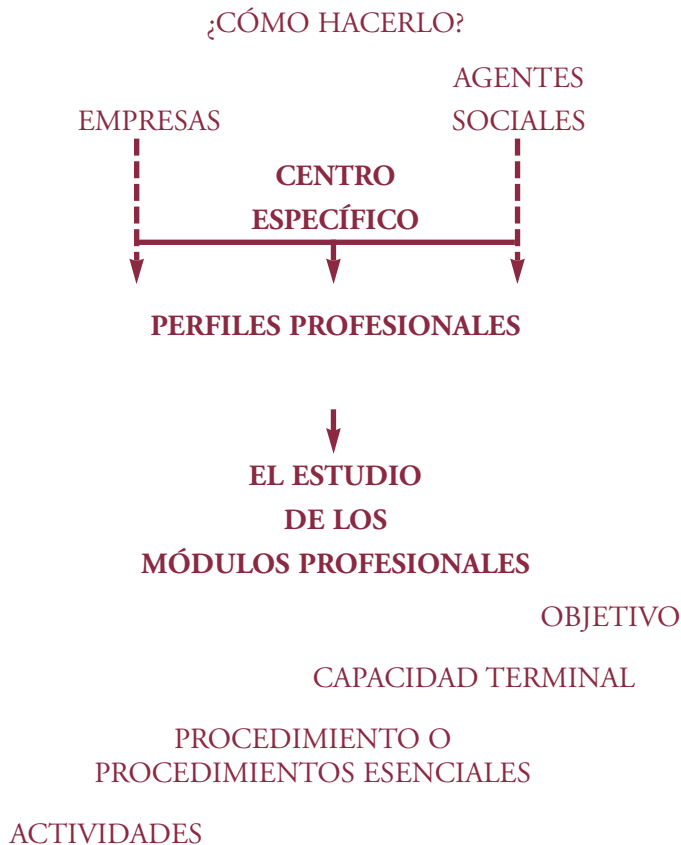 ¿CÓMO HACERLO?
AGENTES
EMPRESAS SOCIALES
CENTRO
ESPECÍFICO
PERFILES PROFESIONALES
EL ESTUDIO
DE LOS
MÓDULOS PROFESIONALES
OBJETIVO
CAPACIDAD TERMINAL
PROCEDIMIENTO O
PROCEDIMIENTOS ESENCIALES
ACTIVIDADES